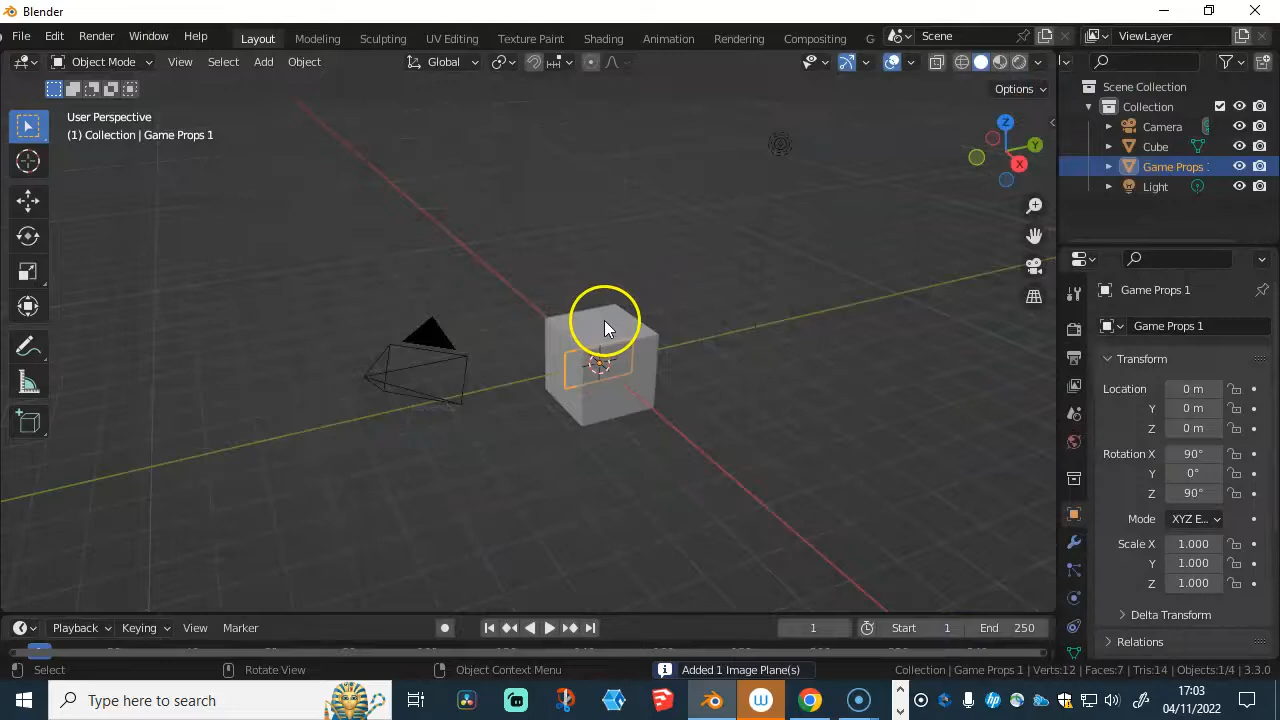 Blender
File Edit Render Window Help Layout Modeling Sculpting UV Editing Texture Paint Shading Animation Rendering Compositing G Scene ViewLayer
Object Mode View Select Add Object Global
Options
User Perspective
(1) Collection | Game Props 1
Z
Y
X
Scene Collection
Collection
Camera
Cube
Game Props 1
Light
Game Props 1
Game Props 1
Transform
Location 0 m
Y 0 m
Z 0 m
Rotation X 90°
Y 0°
Z 90°
Mode XYZ E...
Scale X 1.000
Y 1.000
Z 1.000
Delta Transform
Relations
Playback Keying View Marker 1 Start 1 End 250
Select Rotate View Object Context Menu Added 1 Image Plane(s) Collection | Game Props 1 | Verts:12 | Faces:7 | Tris:14 | Objects:1/4 | 3.3.0
Type here to search
17:03
04/11/2022